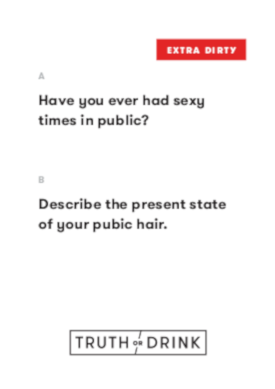 EXTRA DIRTY
A
Have you ever had sexy
times in public?
B
Describe the present state
of your pubic hair.
TRUTH OR DRINK